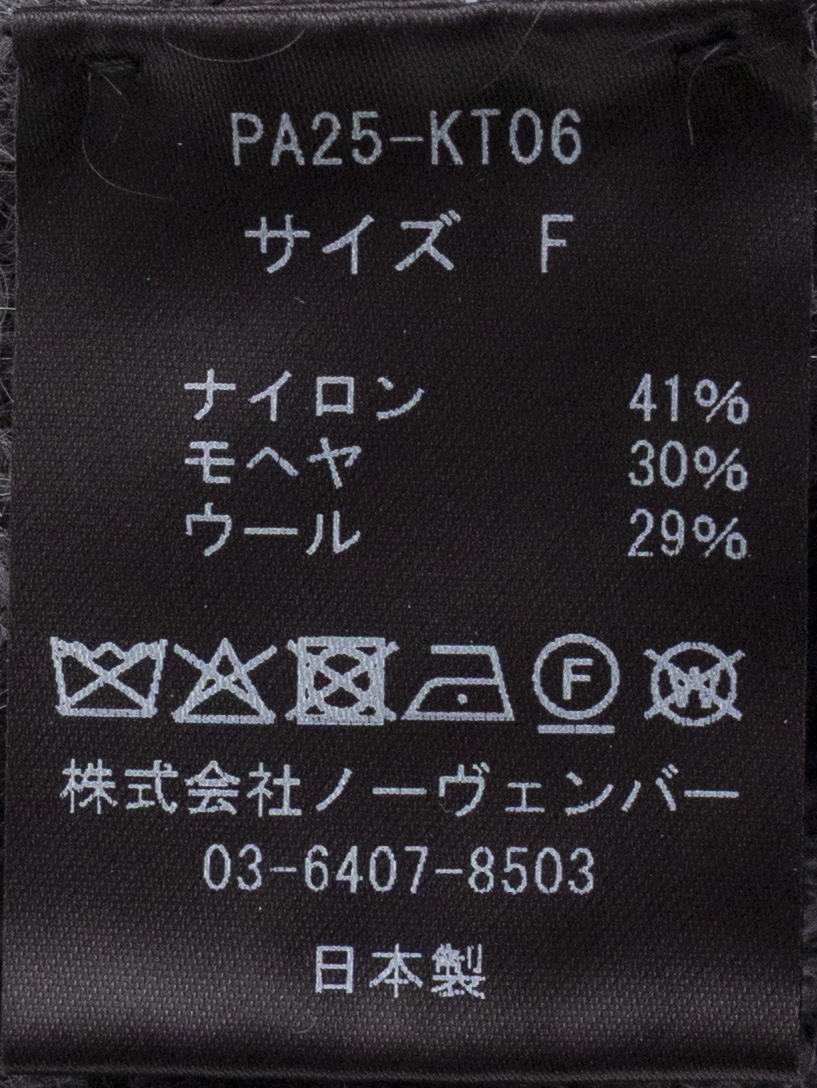 PA25-KT06
サイズ F
ナイロン 41%
モヘヤ 30%
ウール 29%
F W
株式会社ノーヴェンバー
03-6407-8503
日本製